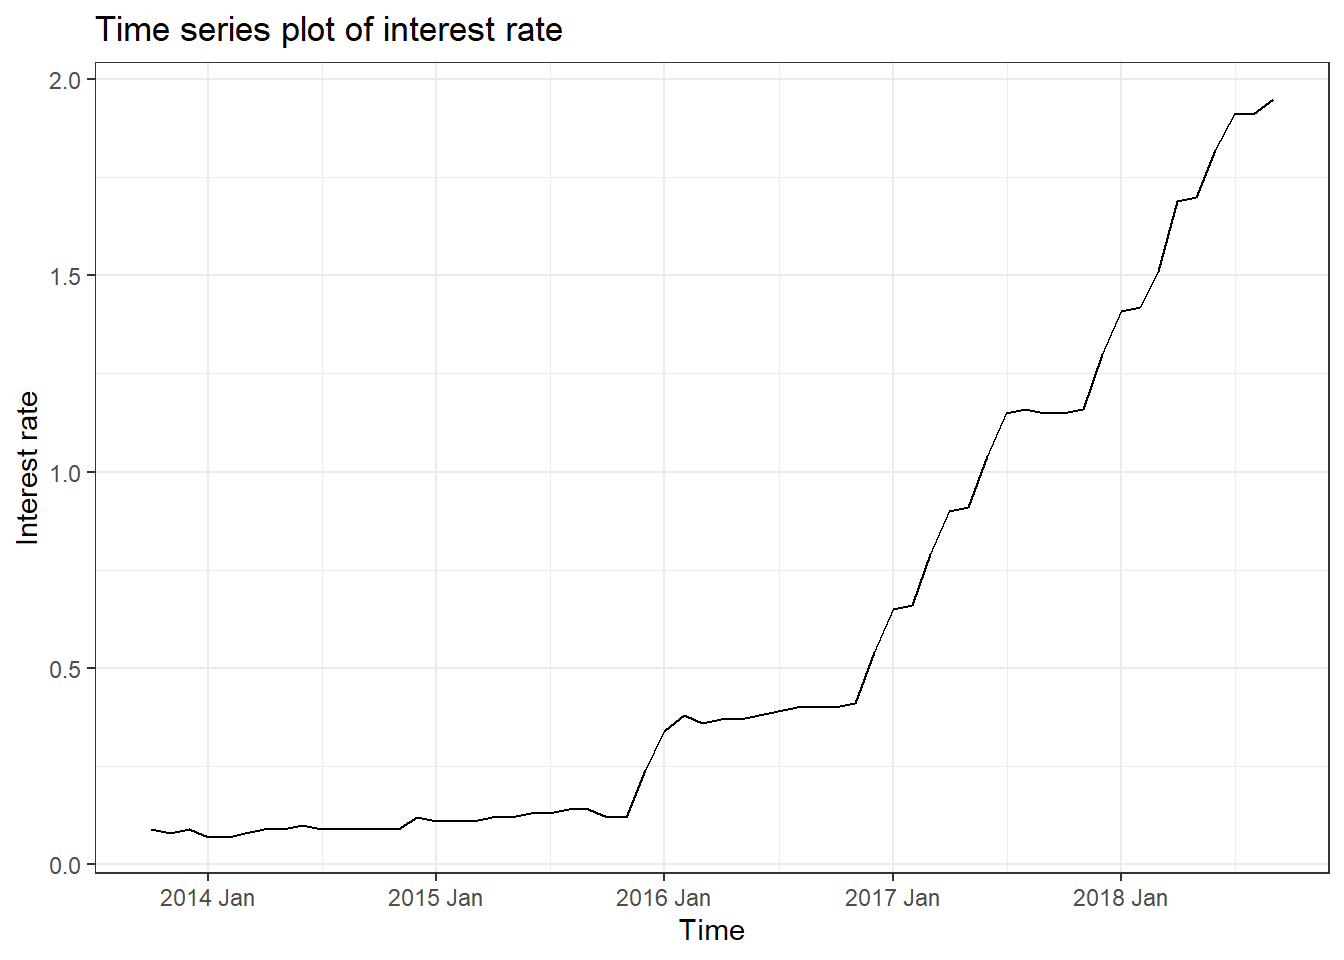 Time series plot of interest rate
2.0
1.5
1.0
0.5
0.0
Interest rate
2014 Jan
2015 Jan
2016 Jan
2017 Jan
2018 Jan
Time